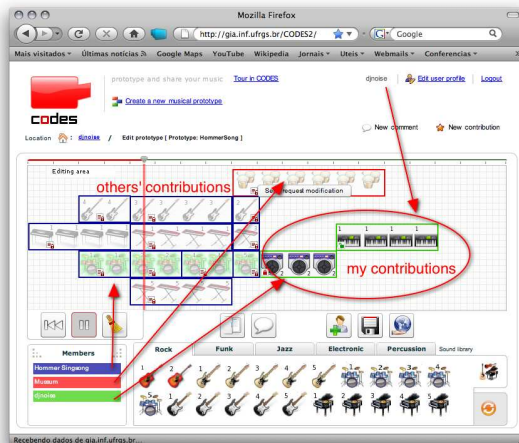 Mozilla Firefox
http://gia.inf.ufrgs.br/CODES2/
Google
Mais visitados
Últimas notícias
Google Maps
YouTube
Wikipedia
Jornais
Uteis
Webmails
Conferencias
prototype and share your music
Tour in CODES
djnoise
Edit user profile
Logout
Create a new musical prototype
codes
New comment
New contribution
Location : djnoise / Edit prototype [ Prototype: HommerSong ]
Editing area
others' contributions
request modification
my contributions
Members
Hommer Singsong
Museum
djnoise
Rock
Funk
Jazz
Electronic
Percussion
Sound library
Recebendo dados de gia.inf.ufrgs.br...